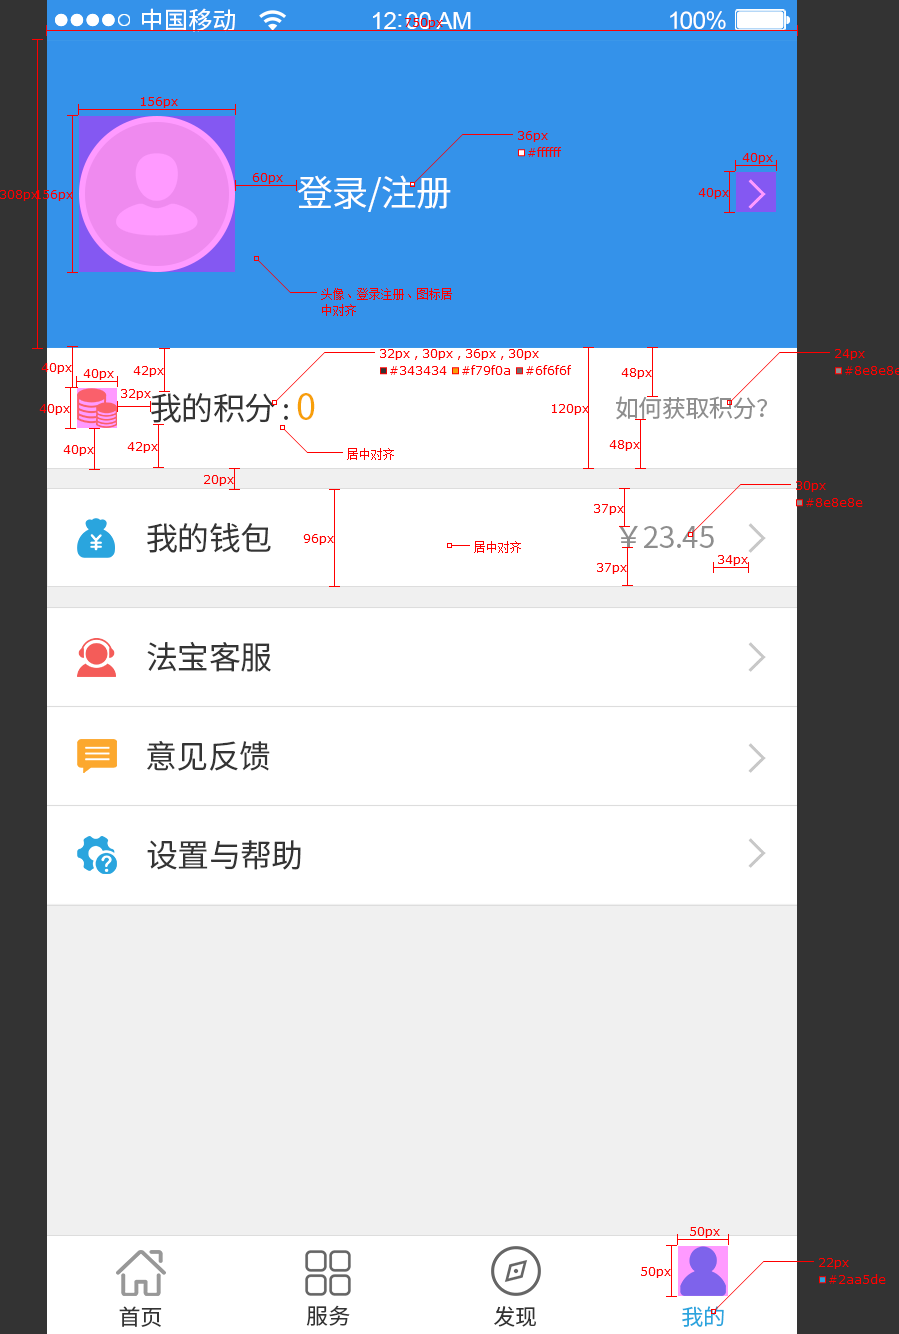 中国移动 12:00 AM 100%
750px
156px
36px
#ffffff
40px
308px 156px 60px 登录/注册 40px
头像、登录注册、图标居
中对齐
32px , 30px , 36px , 30px 24px
#343434 #f79f0a #6f6f6f #8e8e8e
40px 42px 48px
40px 32px
40px 我的积分 : 0 120px 如何获取积分?
40px 42px 居中对齐 48px
20px 30px
#8e8e8e
37px
我的钱包 96px 居中对齐 ¥23.45
37px 34px
法宝客服
意见反馈
设置与帮助
50px
50px 22px
#2aa5de
首页 服务 发现 我的